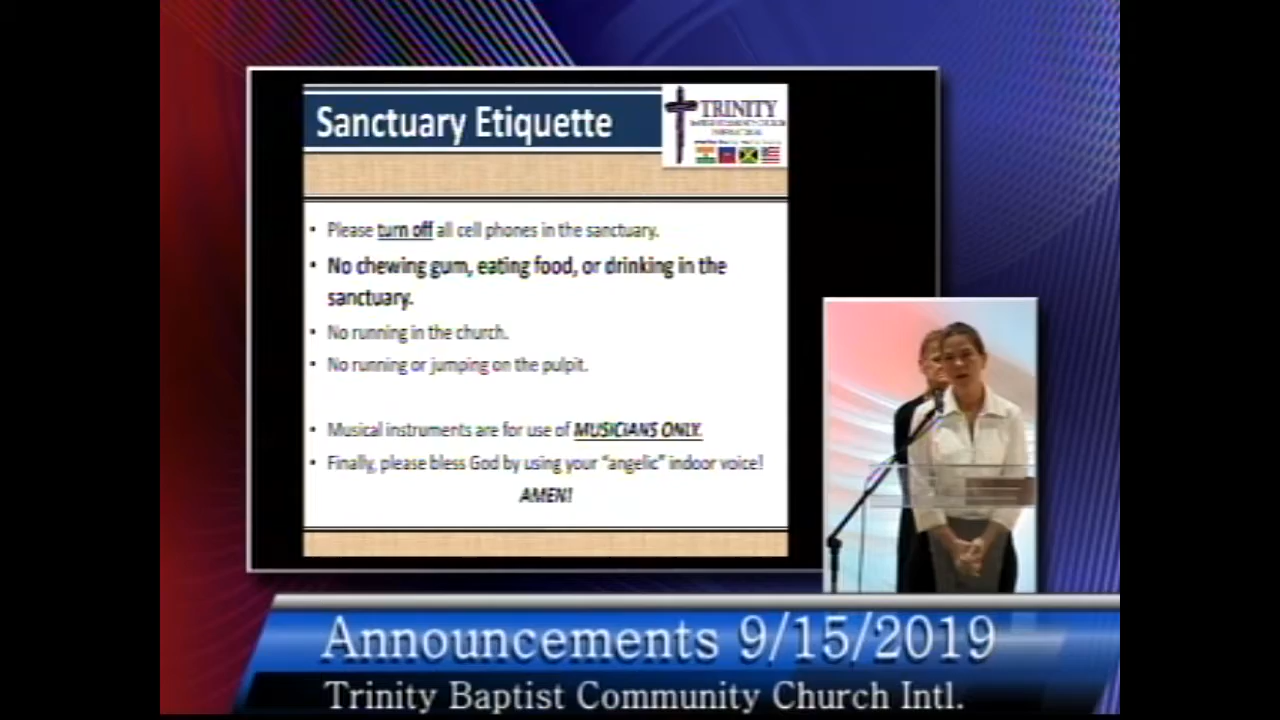 Sanctuary Etiquette
TRINITY
• Please turn off all cell phones in the sanctuary.
• No chewing gum, eating food, or drinking in the
sanctuary.
• No running in the church.
• No running or jumping on the pulpit.
• Musical instruments are for use of MUSICIANS ONLY.
• Finally, please bless God by using your “angelic” indoor voice!
AMEN!
Announcements 9/15/2019
Trinity Baptist Community Church Intl.